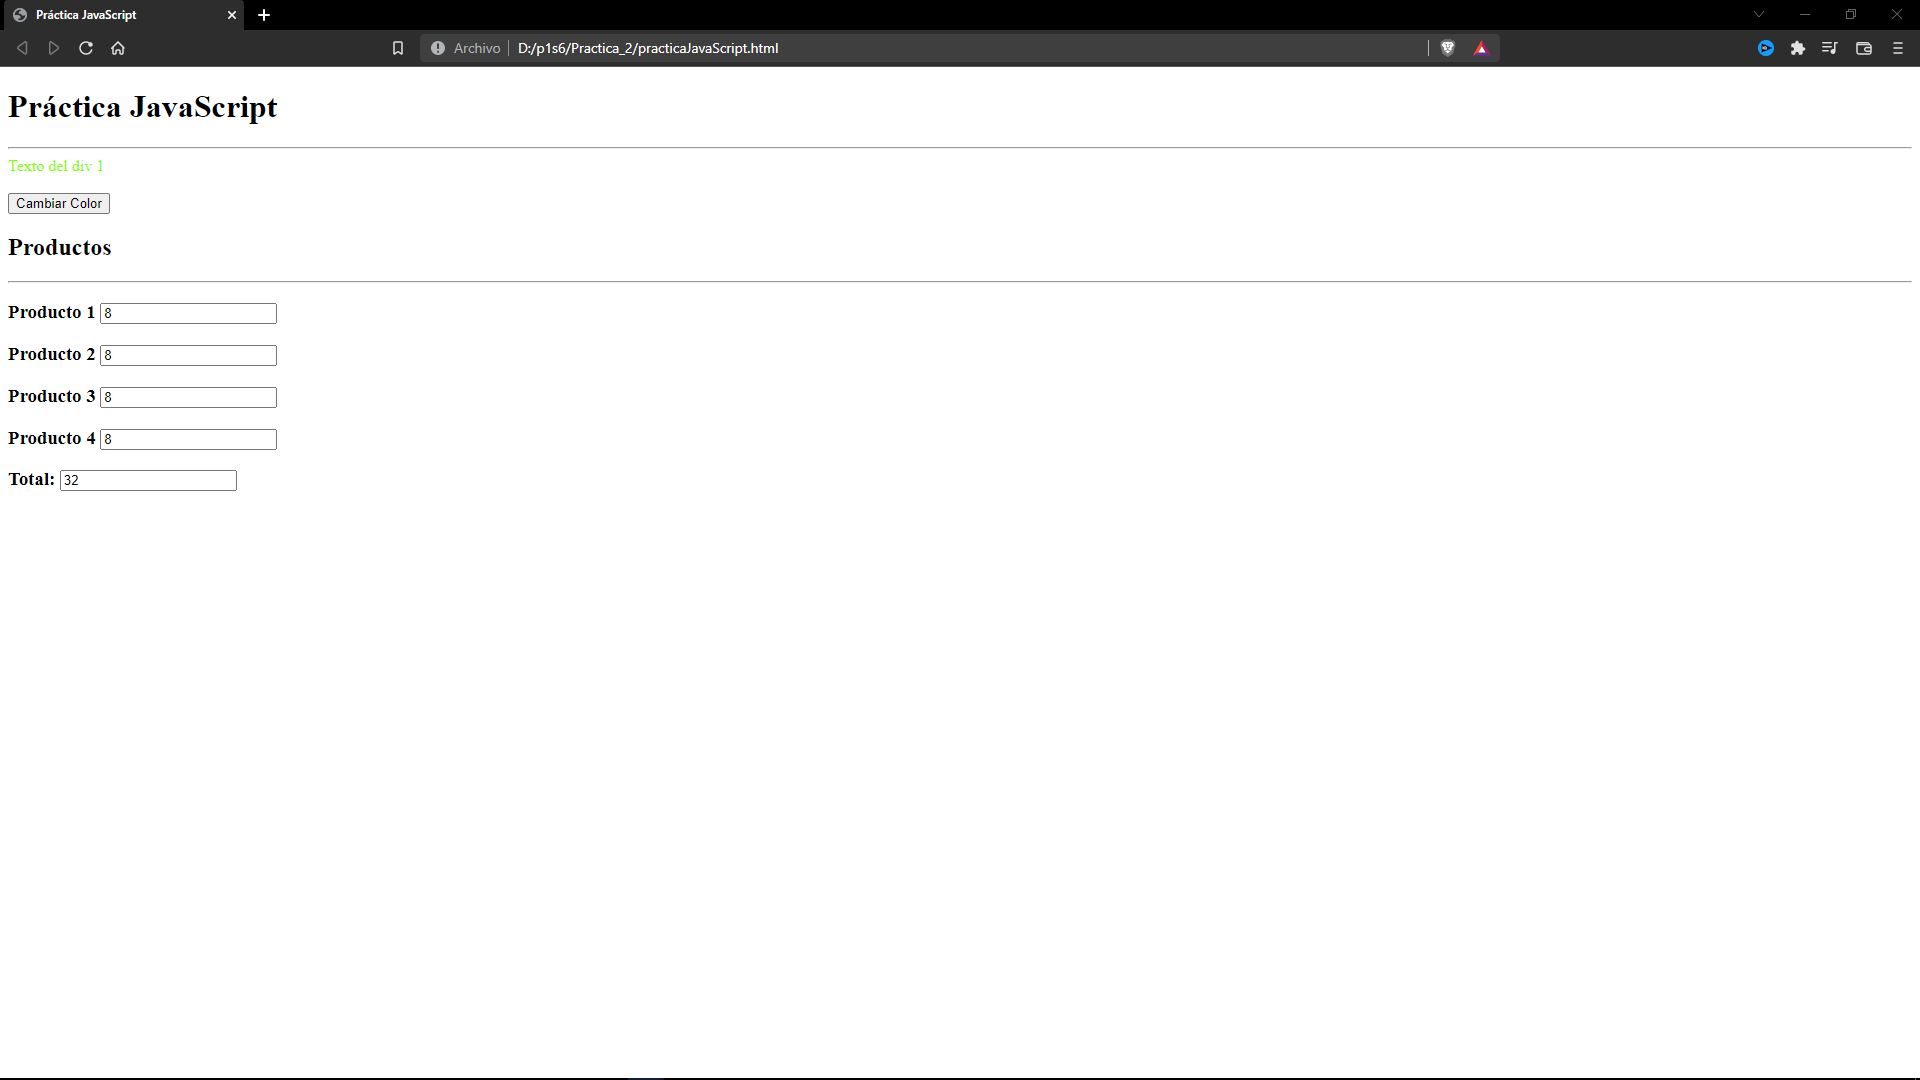 Práctica JavaScript
Archivo D:/p1s6/Practica_2/practicaJavaScript.html
Práctica JavaScript
Texto del div 1
Cambiar Color
Productos
Producto 1 8
Producto 2 8
Producto 3 8
Producto 4 8
Total: 32